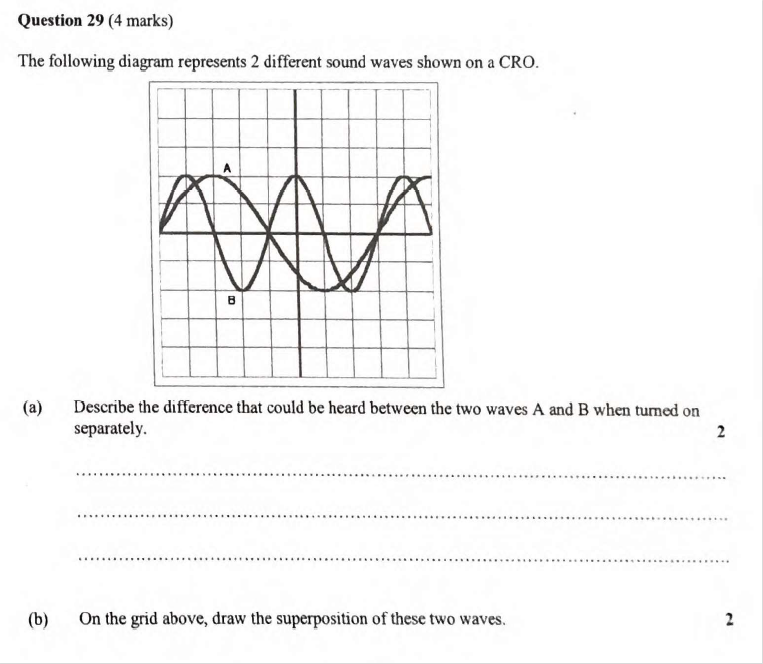 Question 29 (4 marks)
The following diagram represents 2 different sound waves shown on a CRO.
A
B
(a) Describe the difference that could be heard between the two waves A and B when turned on
separately. 2
(b) On the grid above, draw the superposition of these two waves. 2